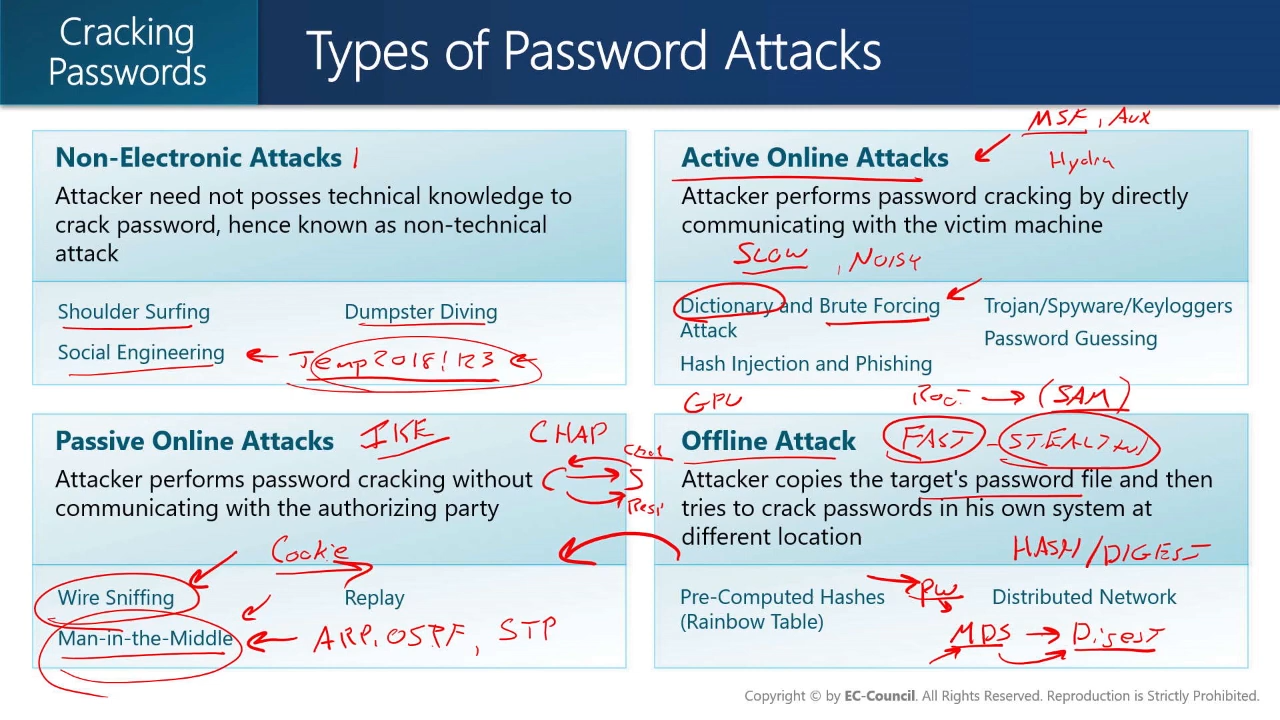 Cracking
Passwords
Types of Password Attacks
MSF, Aux
Hydra
Non-Electronic Attacks
Attacker need not posses technical knowledge to
crack password, hence known as non-technical
attack
Shoulder Surfing
Dumpster Diving
Social Engineering
Temp2018!123
Active Online Attacks
Attacker performs password cracking by directly
communicating with the victim machine
SLOW, NOISY
Dictionary and Brute Forcing
Attack
Hash Injection and Phishing
Trojan/Spyware/Keyloggers
Password Guessing
Passive Online Attacks
IKE
CHAP
C
S
Resp
Attacker performs password cracking without
communicating with the authorizing party
Cookie
Wire Sniffing
Replay
Man-in-the-Middle
ARP, OSPF, STP
GPU
Root
(SAM)
Offline Attack
FAST - STEALTHY
Attacker copies the target's password file and then
tries to crack passwords in his own system at
different location
HASH/DIGEST
Pre-Computed Hashes
(Rainbow Table)
PW
Distributed Network
MD5
Digest
Copyright © by EC-Council. All Rights Reserved. Reproduction is Strictly Prohibited.